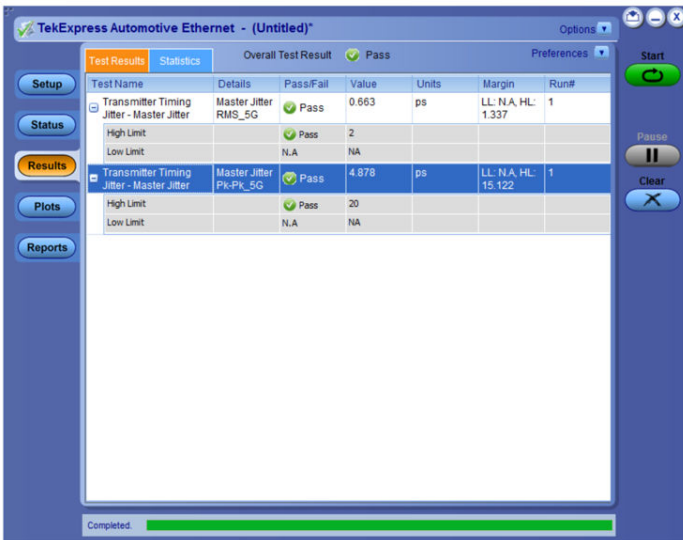 TekExpress Automotive Ethernet - (Untitled)* Options
Test Results Statistics Overall Test Result Pass Preferences Start
Setup Test Name Details Pass/Fail Value Units Margin Run#
Transmitter Timing Jitter - Master Jitter Master Jitter RMS_5G Pass 0.663 ps LL: N.A, HL: 1.337 1
High Limit Pass 2
Low Limit N.A NA
Transmitter Timing Jitter - Master Jitter Master Jitter Pk-Pk_5G Pass 4.878 ps LL: N.A, HL: 15.122 1
High Limit Pass 20
Low Limit N.A NA
Status
Results
Plots
Reports
Pause
Clear
Completed.